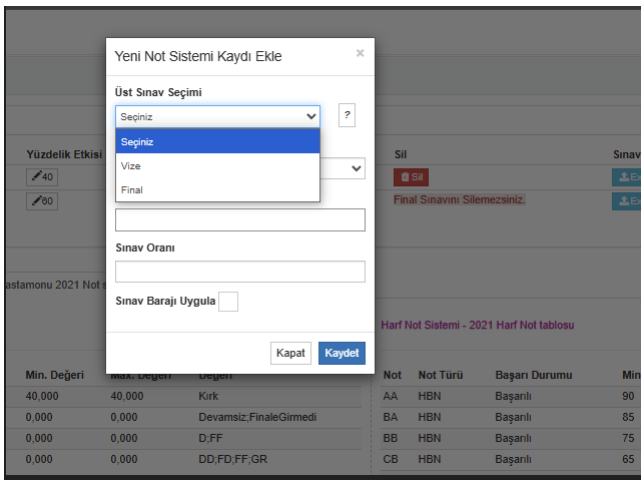 Yeni Not Sistemi Kaydı Ekle ×
Üst Sınav Seçimi
Seçiniz ?
Seçiniz
Vize
Final
Sınav Oranı
Sınav Barajı Uygula
Kapat Kaydet
Yüzdelik Etkisi Sil Sınav
40 Sil Ex
60 Final Sınavını Silemezsiniz. Ex
astamonu 2021 Not s
Harf Not Sistemi - 2021 Harf Not tablosu
Min. Değeri Max. Değeri Değeri Not Not Türü Başarı Durumu Min
40,000 40,000 Kırk AA HBN Başarılı 90
0,000 0,000 Devamsiz;FinaleGirmedi BA HBN Başarılı 85
0,000 0,000 D;FF BB HBN Başarılı 75
0,000 0,000 DD;FD;FF;GR CB HBN Başarılı 65